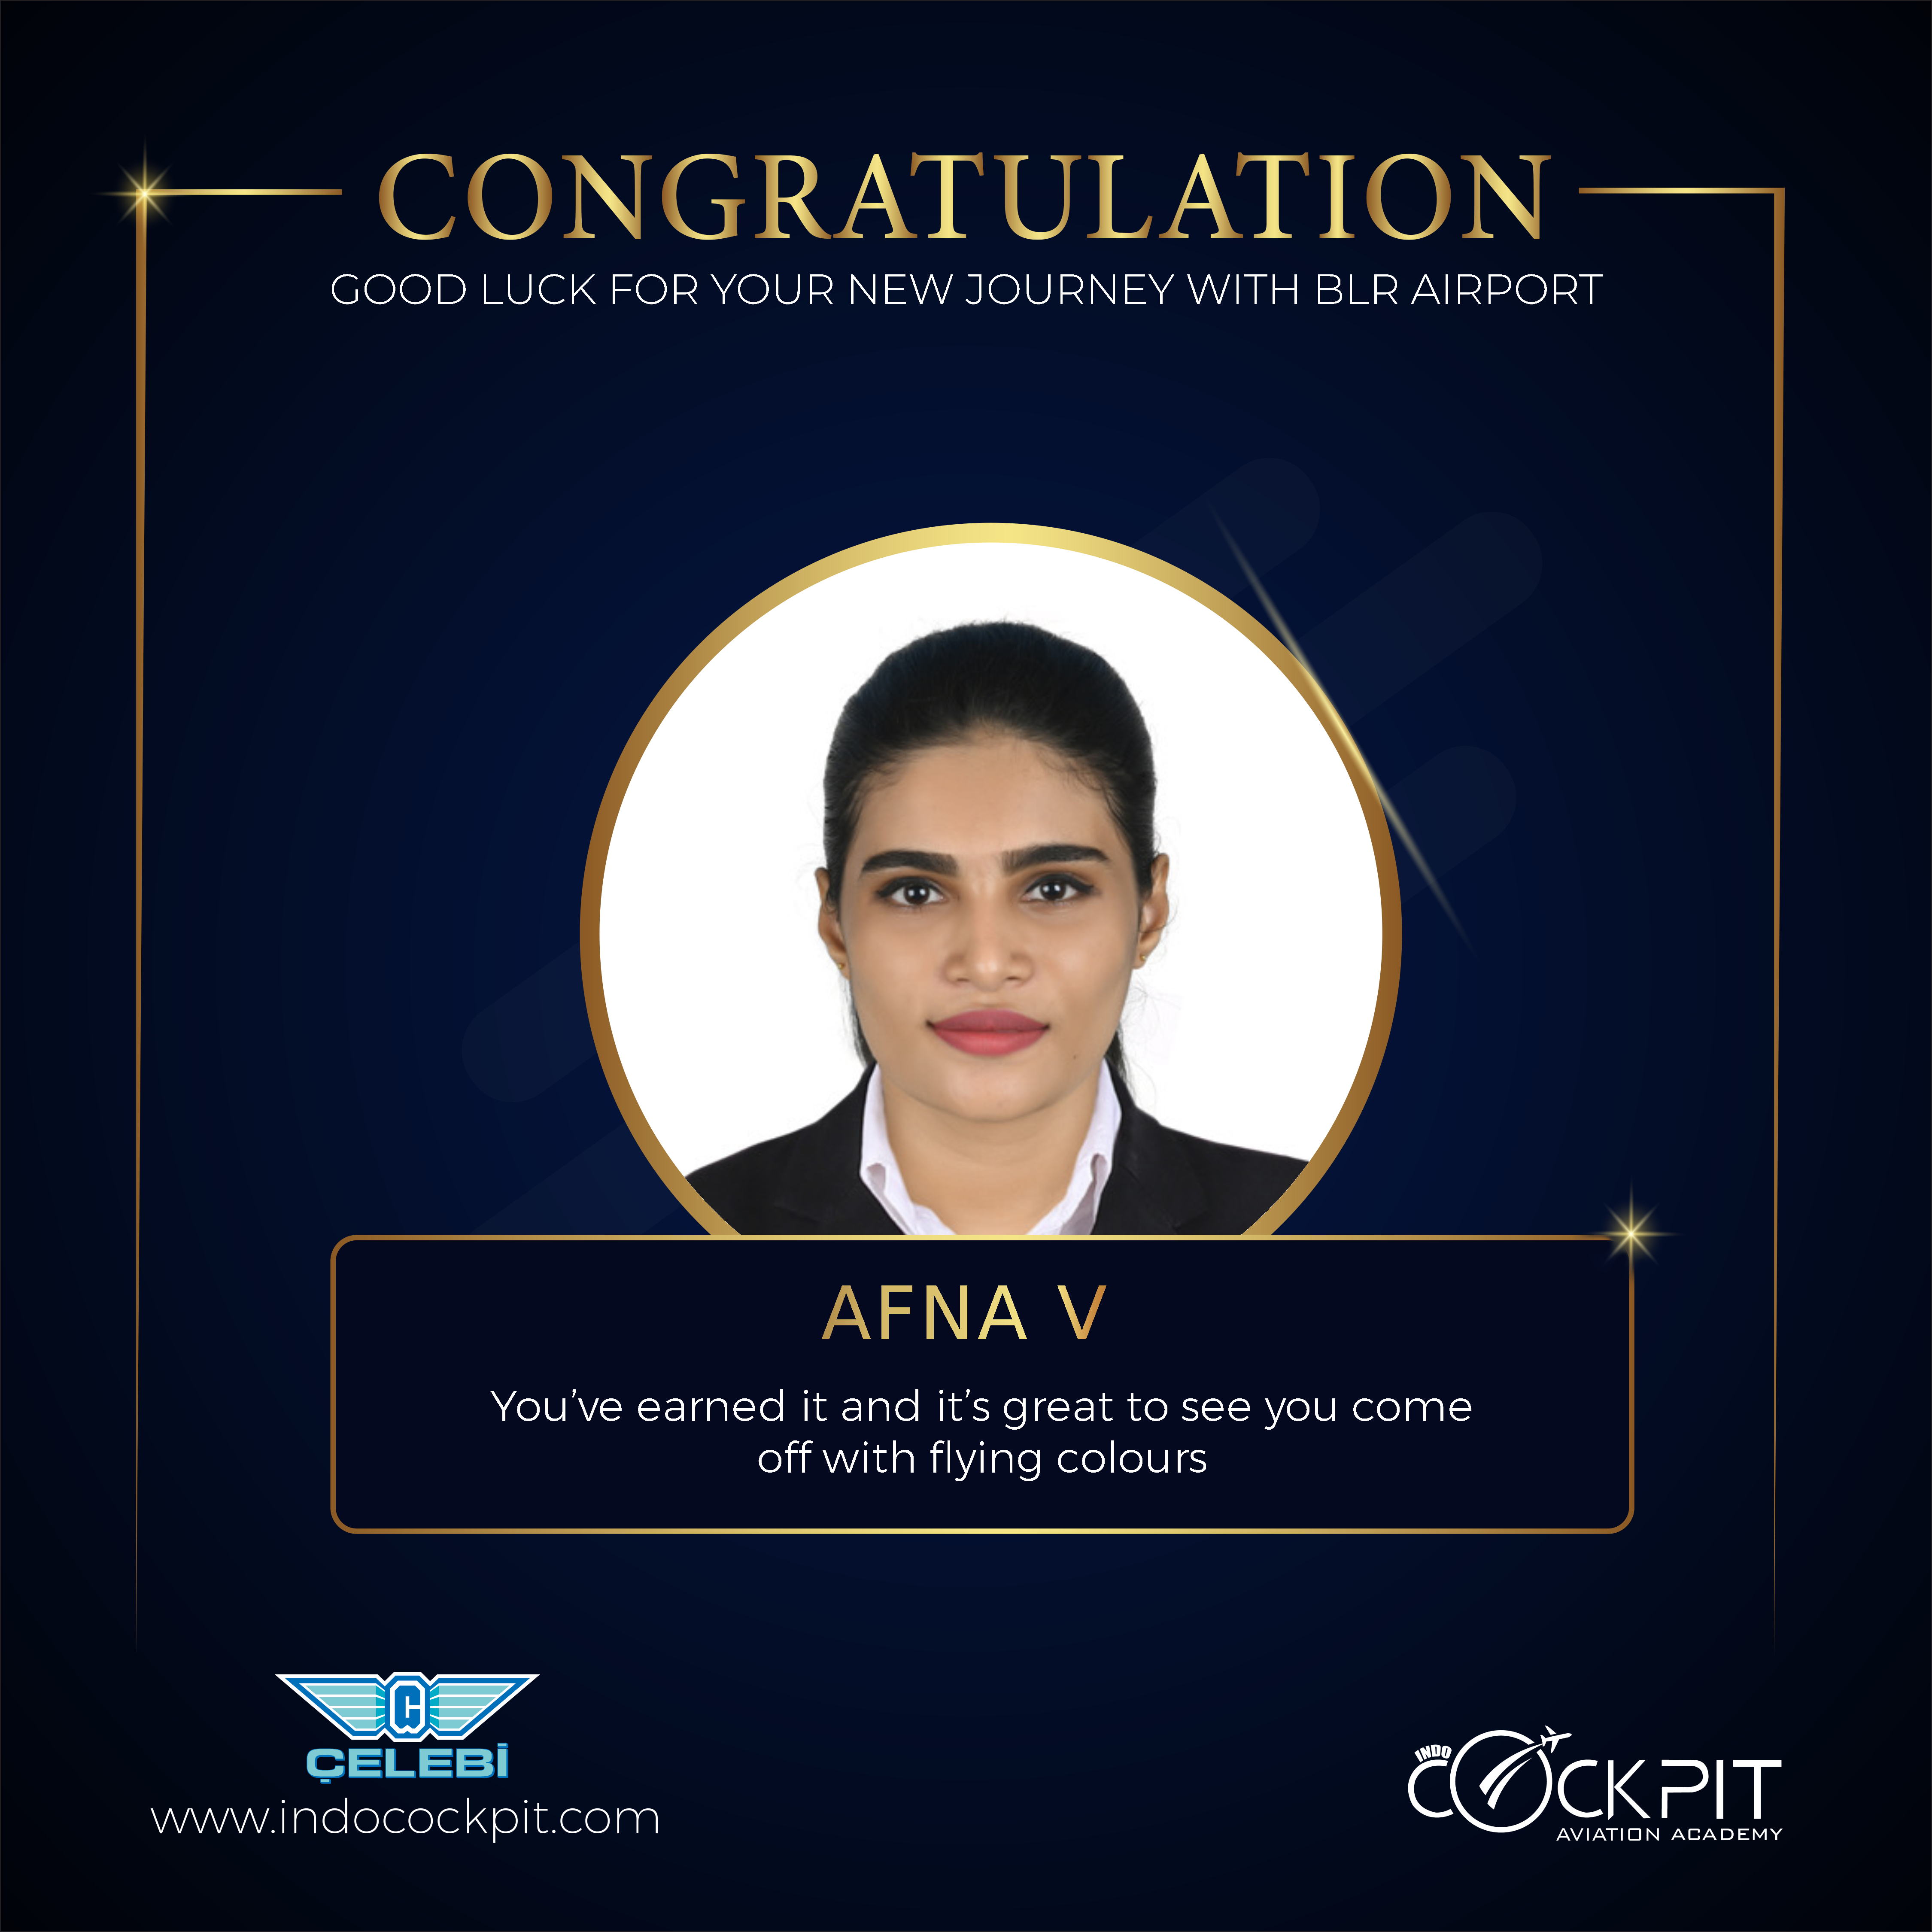 CONGRATULATION
GOOD LUCK FOR YOUR NEW JOURNEY WITH BLR AIRPORT
AFNA V
You’ve earned it and it’s great to see you come
off with flying colours
C
ÇELEBİ
www.indocockpit.com
INDO
COCKPIT
AVIATION ACADEMY